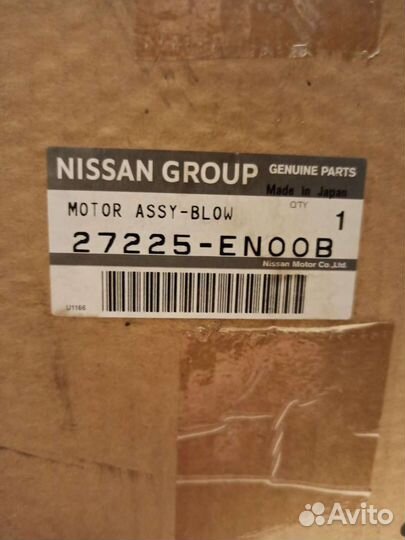 NISSAN GROUP GENUINE PARTS
Made in Japan
MOTOR ASSY-BLOW Q'TY 1
27225-EN00B
Nissan Motor Co.,Ltd.
U1166
Avito